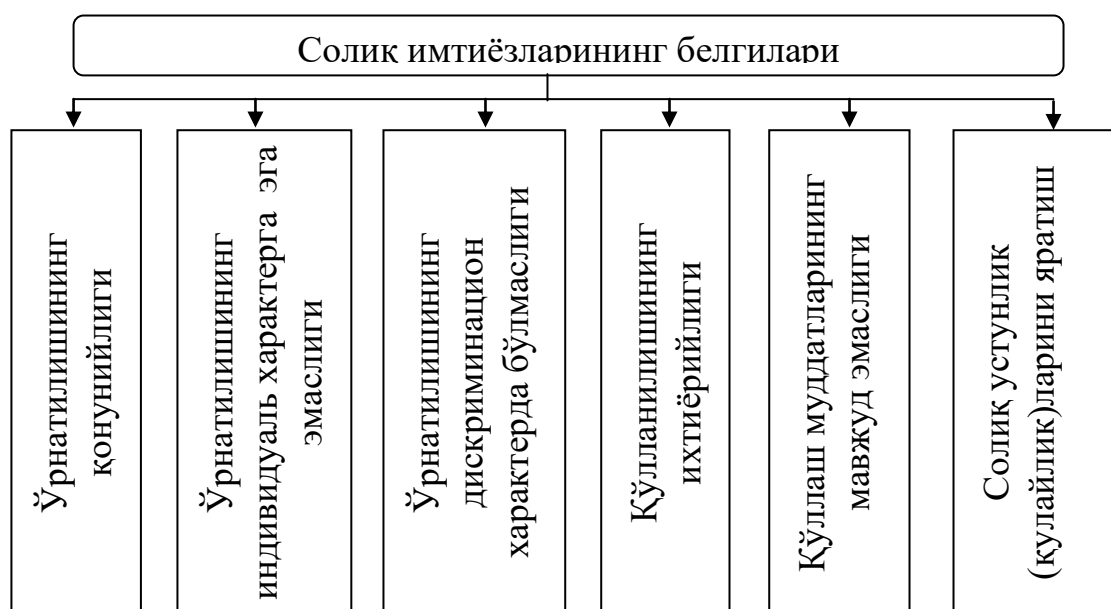 Солиқ имтиёзларининг белгилари
Ўрнатилишининг
қонунийлиги
Ўрнатилишининг
индивидуаль характерга эга
эмаслиги
Ўрнатилишининг
дискриминацион
характерда бўлмаслиги
Қўлланилишининг
ихтиёрийлиги
Қўллаш муддатларининг
мавжуд эмаслиги
Солиқ устунлик
(қулайлик)ларини яратиш